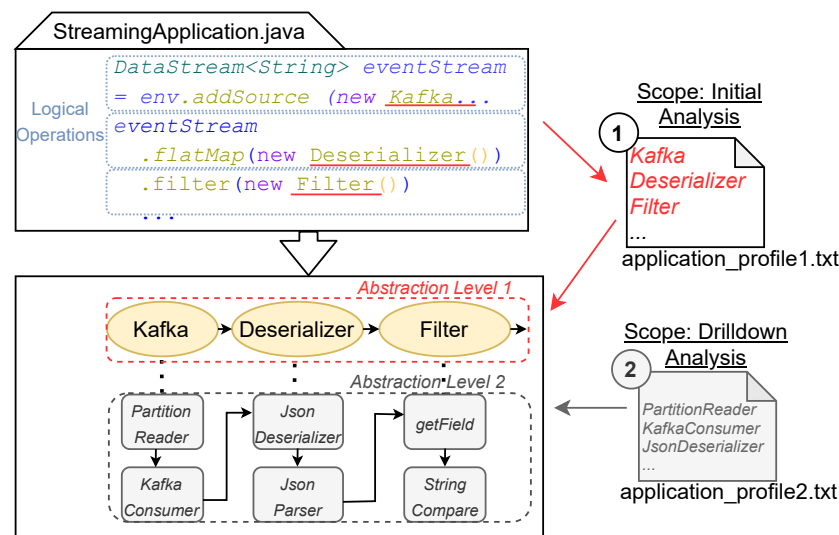 StreamingApplication.java
Logical
Operations
DataStream<String> eventStream
= env.addSource (new Kafka...
eventStream
.flatMap(new Deserializer())
.filter(new Filter())
...
Scope: Initial
Analysis
1
Kafka
Deserializer
Filter
...
application_profile1.txt
Abstraction Level 1
Kafka
Deserializer
Filter
Abstraction Level 2
Partition
Reader
Json
Deserializer
getField
Kafka
Consumer
Json
Parser
String
Compare
Scope: Drilldown
Analysis
2
PartitionReader
KafkaConsumer
JsonDeserializer
...
application_profile2.txt